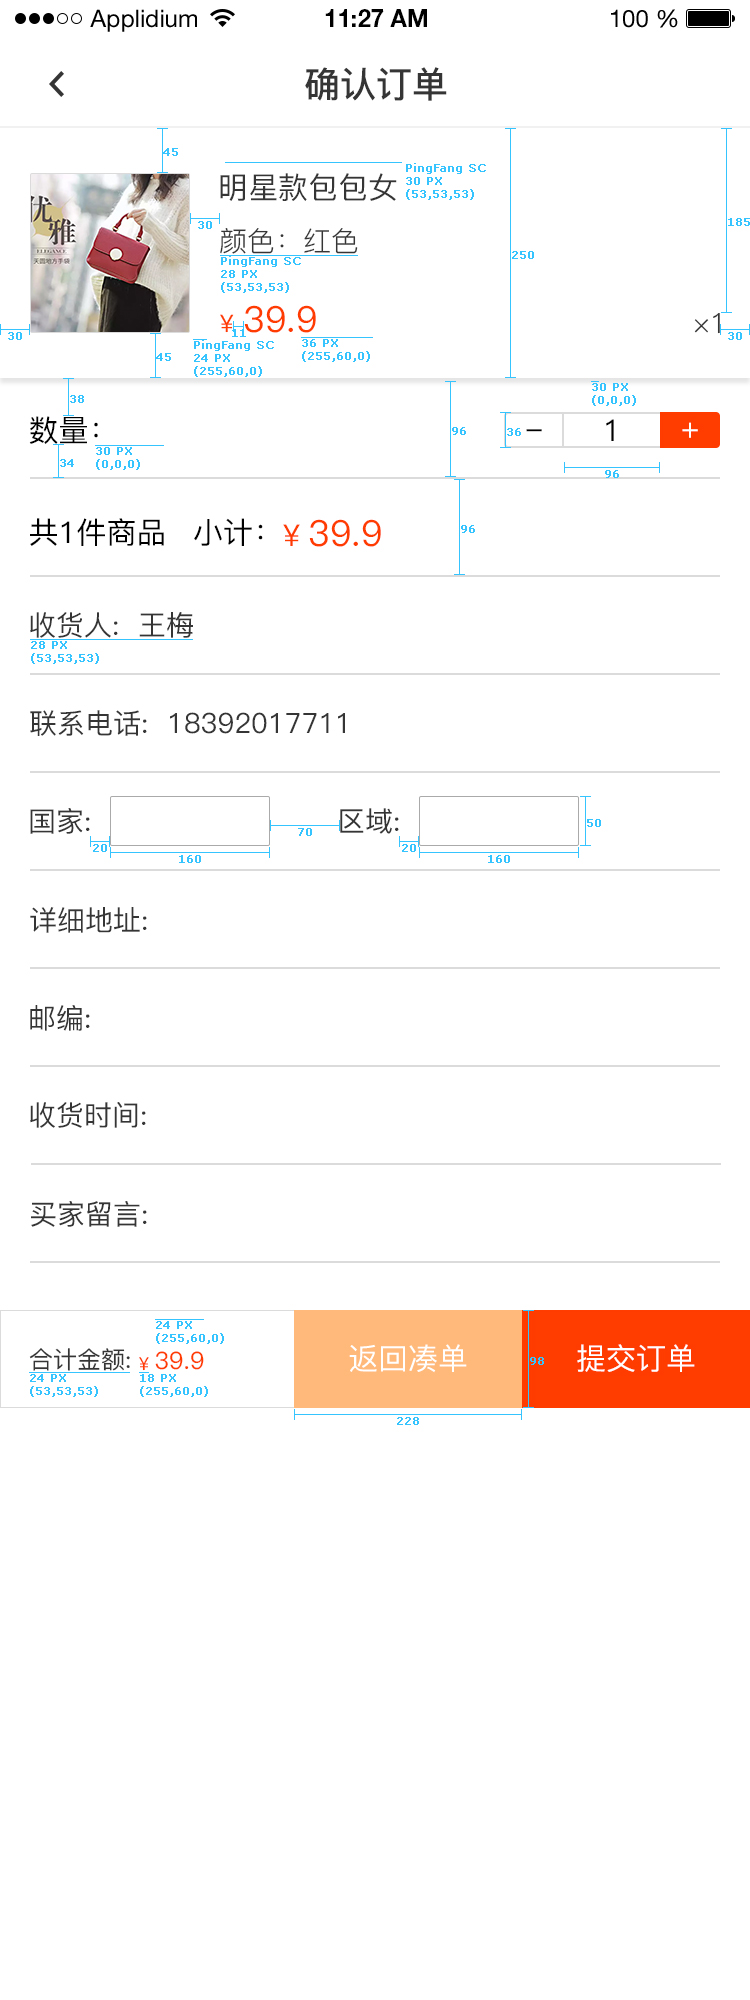 Applidium 11:27 AM 100 %
确认订单
45
PingFang SC
30 PX
(53,53,53)
明星款包包女
优
雅
ELEGANCE
天圆地方手袋
30
185
颜色：红色
250
PingFang SC
28 PX
(53,53,53)
¥ 39.9
11
×1
30
30
PingFang SC
24 PX
(255,60,0)
36 PX
(255,60,0)
45
38
30 PX
(0,0,0)
数量：
96
36
− 1 +
30 PX
(0,0,0)
34
96
共1件商品 小计：¥ 39.9
96
收货人: 王梅
28 PX
(53,53,53)
联系电话: 18392017711
国家: 区域:
70
50
20
20
160
160
详细地址:
邮编:
收货时间:
买家留言:
24 PX
(255,60,0)
合计金额: ¥ 39.9
返回凑单
98
提交订单
24 PX
(53,53,53)
18 PX
(255,60,0)
228